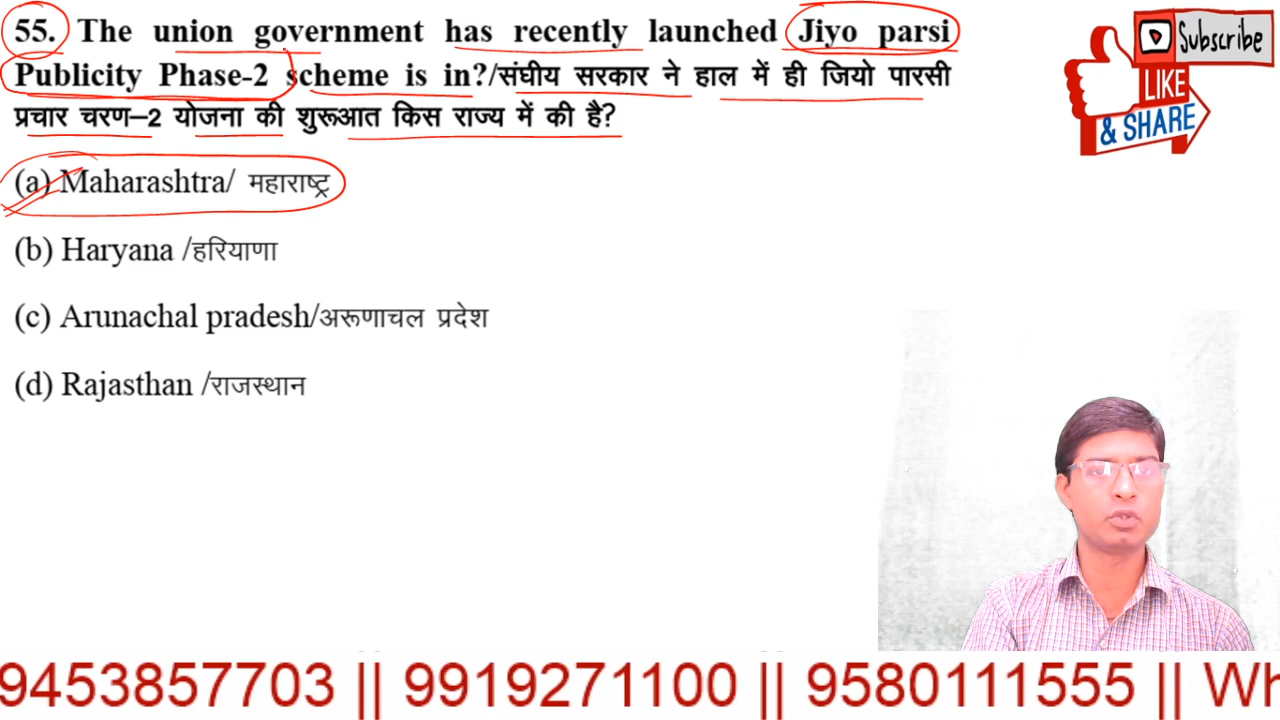 55. The union government has recently launched Jiyo parsi
Publicity Phase-2 scheme is in?/संघीय सरकार ने हाल में ही जियो पारसी
प्रचार चरण–2 योजना की शुरूआत किस राज्य में की है?
(a) Maharashtra/ महाराष्ट्र
(b) Haryana /हरियाणा
(c) Arunachal pradesh/अरूणाचल प्रदेश
(d) Rajasthan /राजस्थान
Subscribe
LIKE
& SHARE
9453857703 || 9919271100 || 9580111555 || Wh